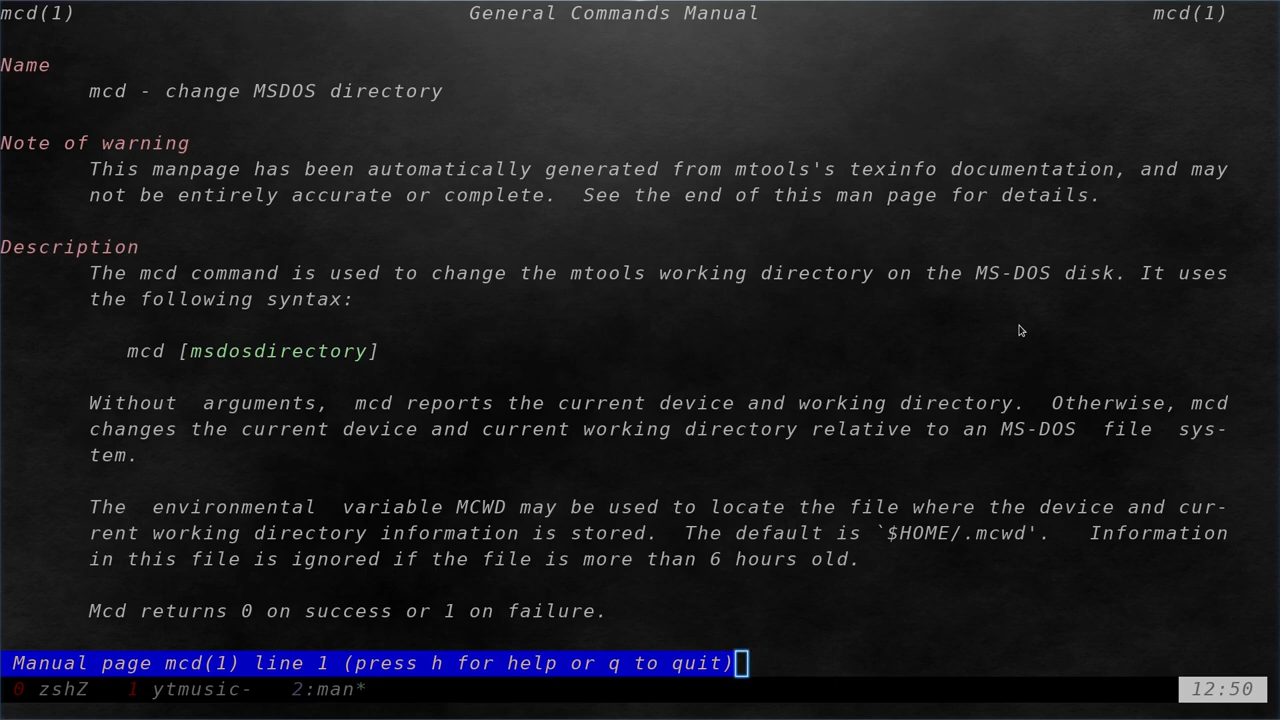 mcd(1) General Commands Manual mcd(1)
Name
mcd - change MSDOS directory
Note of warning
This manpage has been automatically generated from mtools's texinfo documentation, and may
not be entirely accurate or complete.  See the end of this man page for details.
Description
The mcd command is used to change the mtools working directory on the MS-DOS disk. It uses
the following syntax:
mcd [msdosdirectory]
Without  arguments,  mcd reports the current device and working directory.  Otherwise, mcd
changes the current device and current working directory relative to an MS-DOS  file  sys-
tem.
The  environmental  variable MCWD may be used to locate the file where the device and cur-
rent working directory information is stored.  The default is `$HOME/.mcwd'.   Information
in this file is ignored if the file is more than 6 hours old.
Mcd returns 0 on success or 1 on failure.
Manual page mcd(1) line 1 (press h for help or q to quit)
0 zshZ  1 ytmusic-  2:man* 12:50